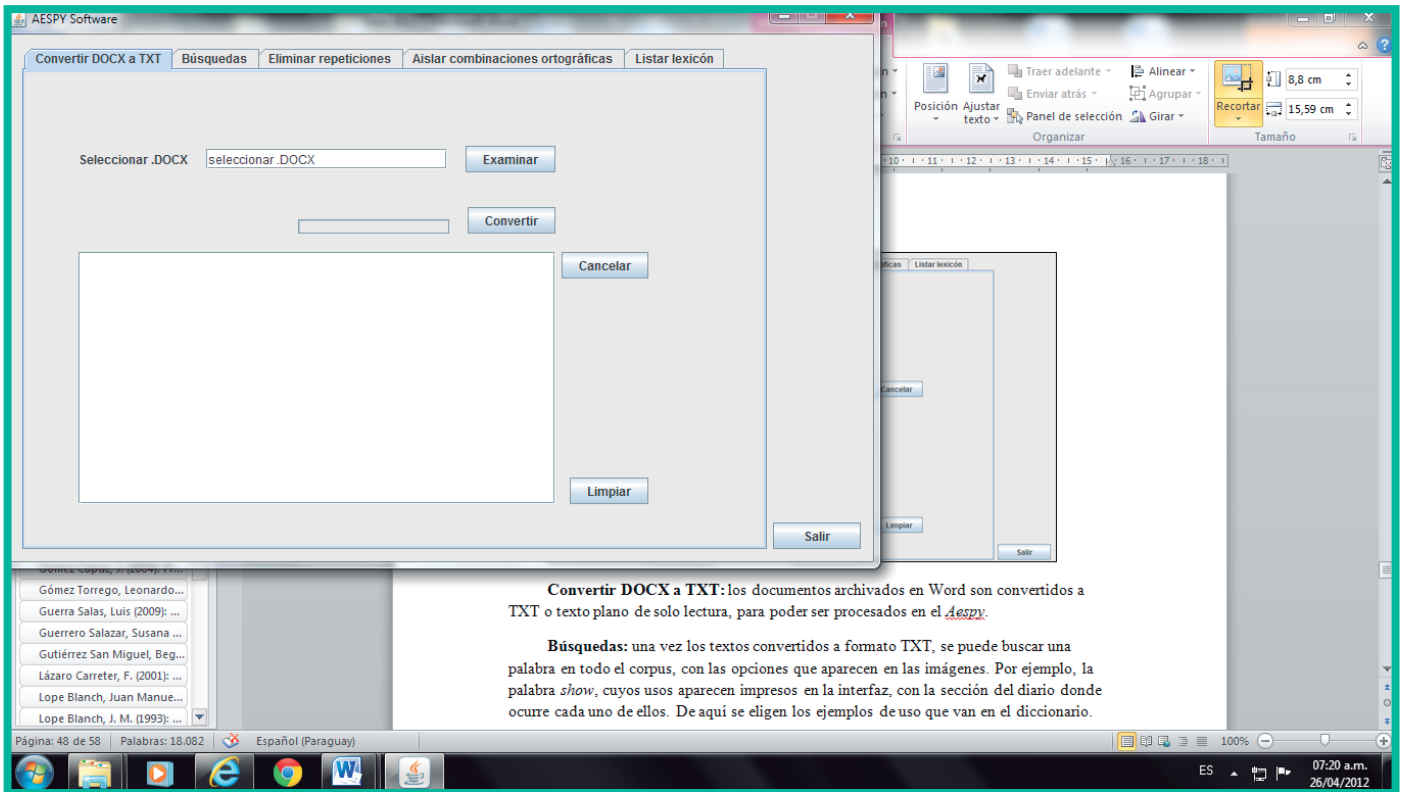 AESPY Software
Convertir DOCX a TXT Búsquedas Eliminar repeticiones Aislar combinaciones ortográficas Listar lexicón
Seleccionar .DOCX seleccionar .DOCX Examinar
Convertir
Cancelar
Limpiar
Salir
Posición Ajustar texto
Traer adelante
Enviar atrás
Panel de selección
Alinear
Agrupar
Girar
Organizar
Recortar
8,8 cm
15,59 cm
Tamaño
10 11 12 13 14 15 16 17 18
Listar lexicón
Cancelar
Limpiar
Salir
Gómez Torrego, Leonardo...
Guerra Salas, Luis (2009): ...
Guerrero Salazar, Susana ...
Gutiérrez San Miguel, Beg...
Lázaro Carreter, F. (2001): ...
Lope Blanch, Juan Manue...
Lope Blanch, J. M. (1993): ...
Convertir DOCX a TXT: los documentos archivados en Word son convertidos a
TXT o texto plano de solo lectura, para poder ser procesados en el Aespy.
Búsquedas: una vez los textos convertidos a formato TXT, se puede buscar una
palabra en todo el corpus, con las opciones que aparecen en las imágenes. Por ejemplo, la
palabra show, cuyos usos aparecen impresos en la interfaz, con la sección del diario donde
ocurre cada uno de ellos. De aquí se eligen los ejemplos de uso que van en el diccionario.
Página: 48 de 58 Palabras: 18.082 Español (Paraguay) 100%
ES 07:20 a.m.
26/04/2012